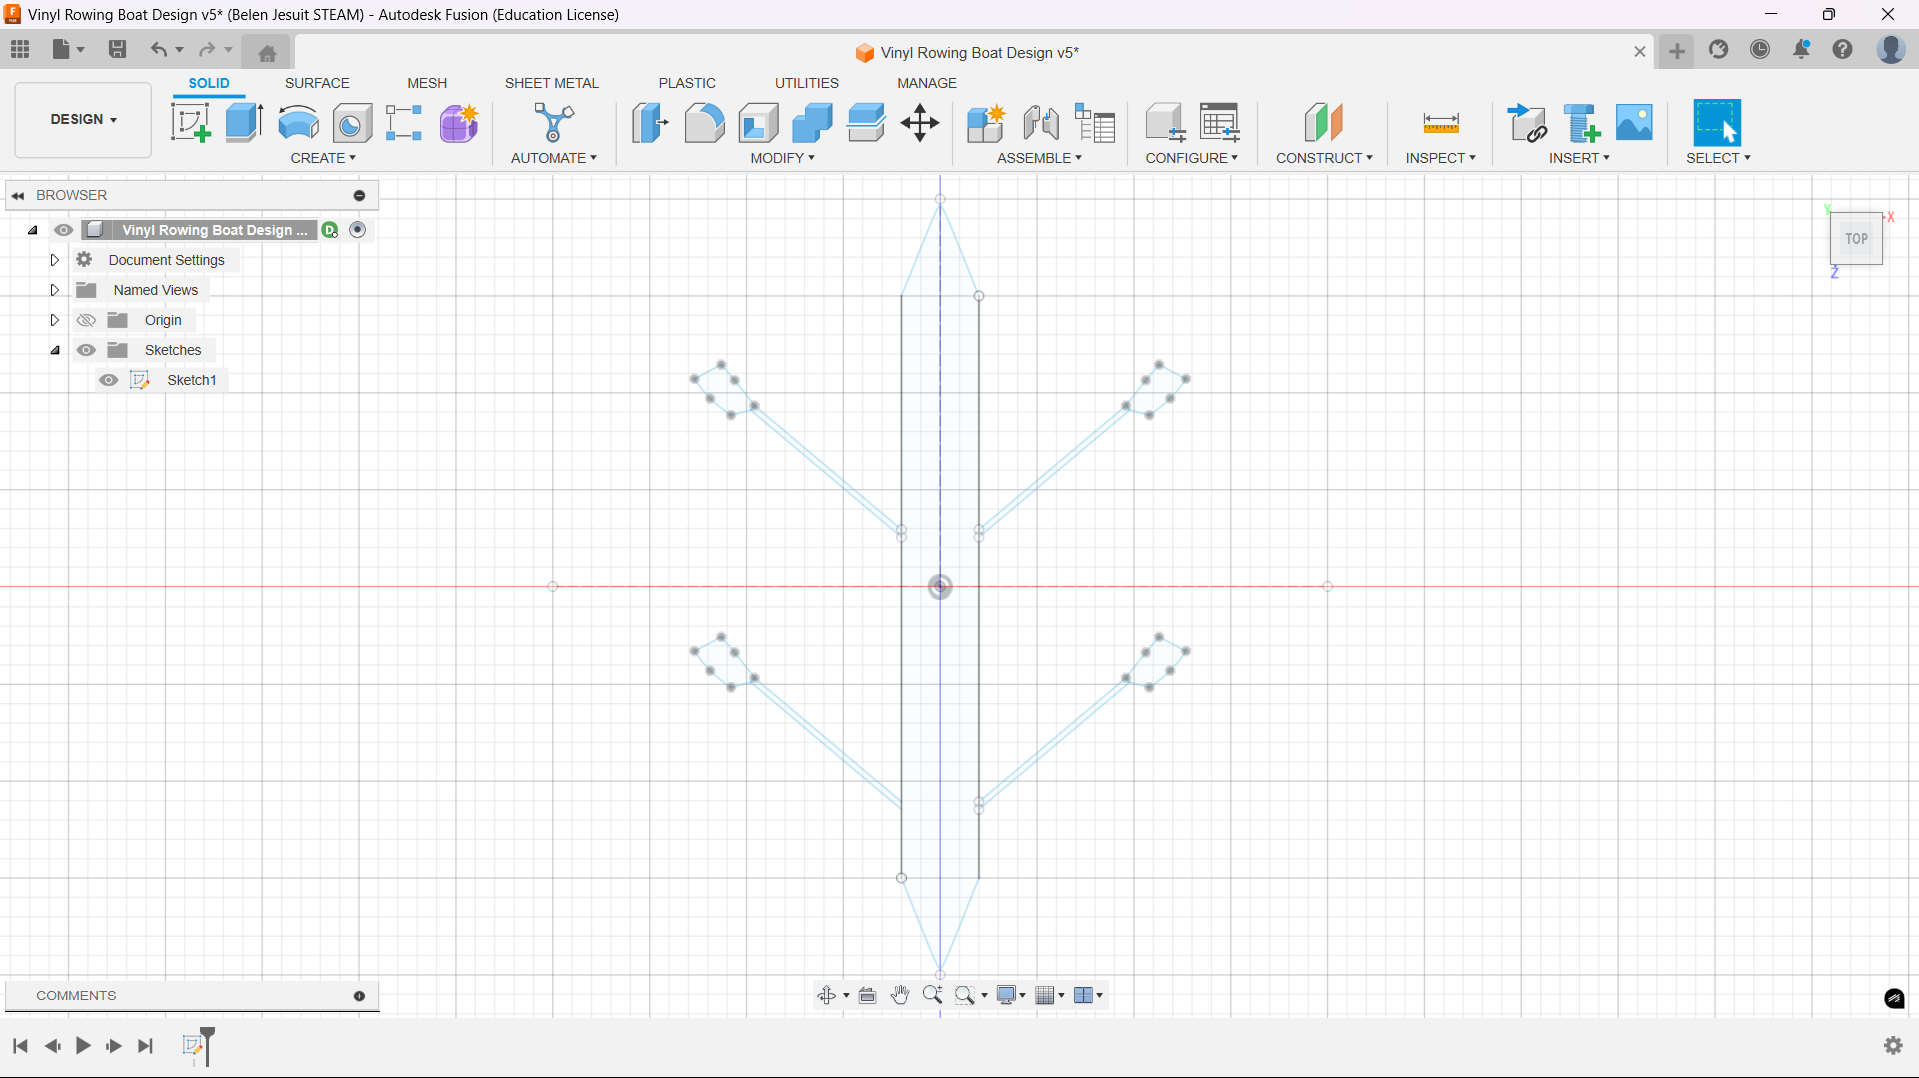 Vinyl Rowing Boat Design v5* (Belen Jesuit STEAM) - Autodesk Fusion (Education License)
Vinyl Rowing Boat Design v5*
SOLID SURFACE MESH SHEET METAL PLASTIC UTILITIES MANAGE
DESIGN
CREATE AUTOMATE MODIFY ASSEMBLE CONFIGURE CONSTRUCT INSPECT INSERT SELECT
BROWSER
Vinyl Rowing Boat Design ... D
Document Settings
Named Views
Origin
Sketches
Sketch1
Y X
TOP
Z
COMMENTS